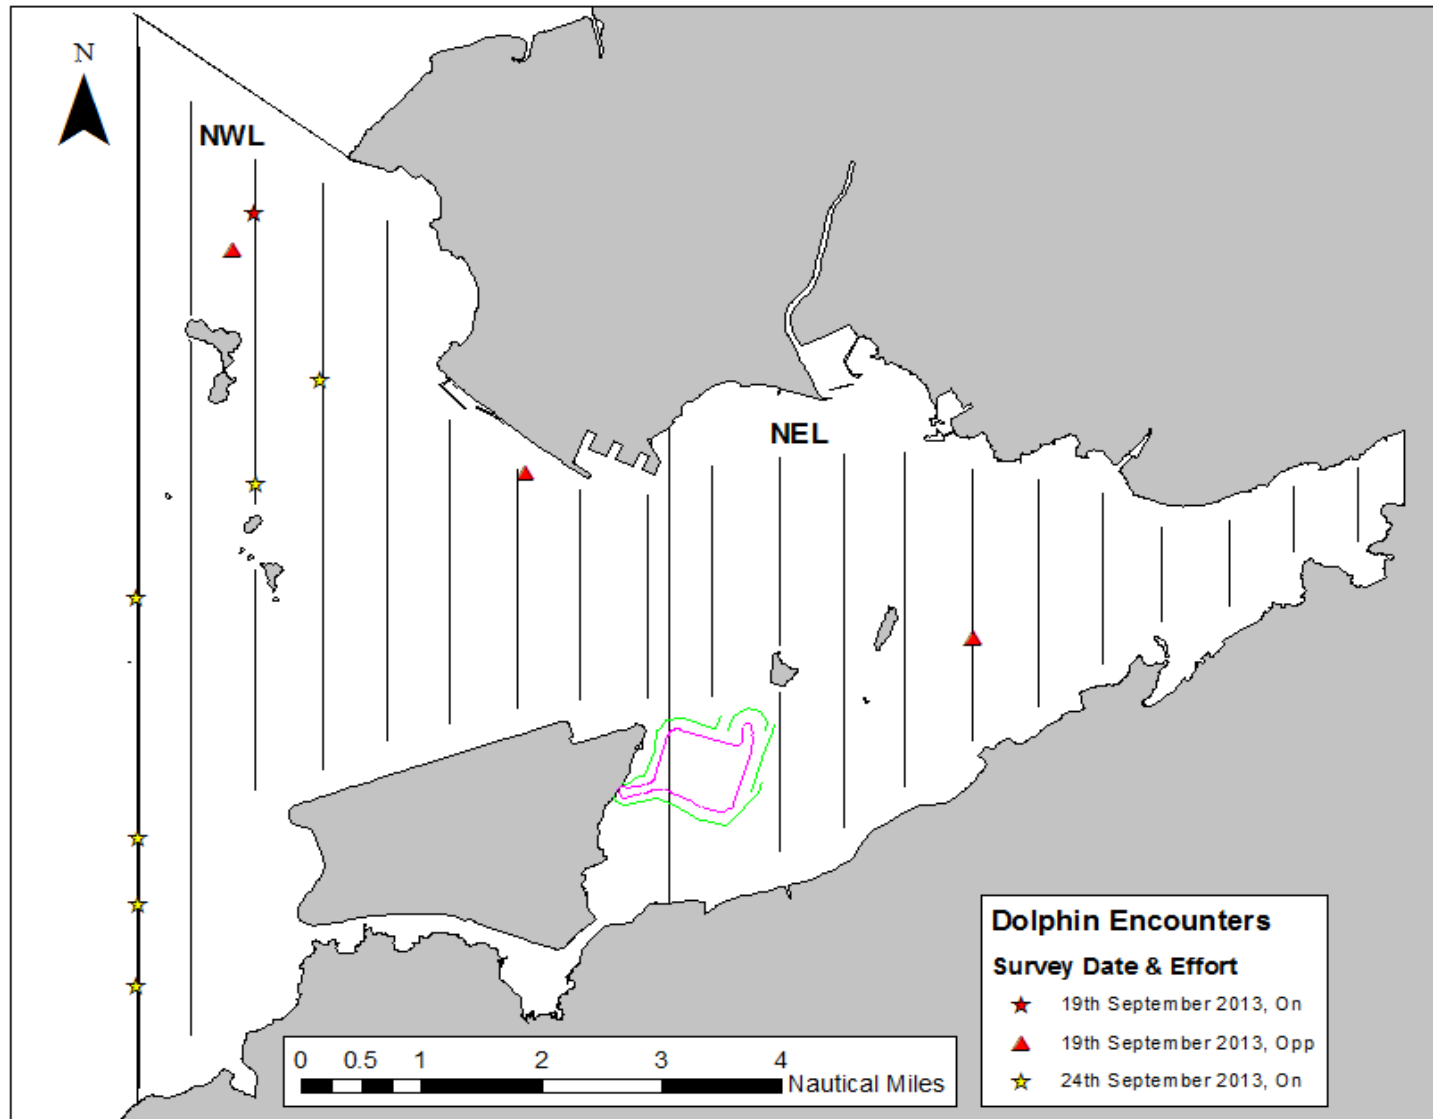 N
NWL
NEL
Dolphin Encounters
Survey Date & Effort
19th September 2013, On
19th September 2013, Opp
24th September 2013, On
0 0.5 1 2 3 4
Nautical Miles